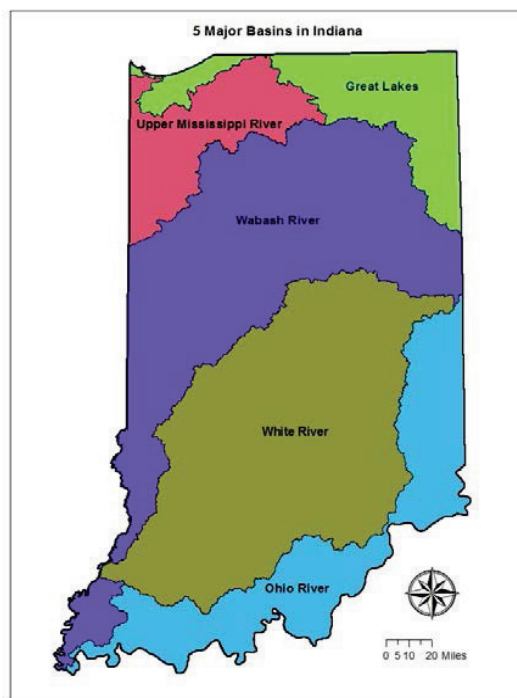 5 Major Basins in Indiana
Great Lakes
Upper Mississippi River
Wabash River
White River
Ohio River
0 5 10 20 Miles